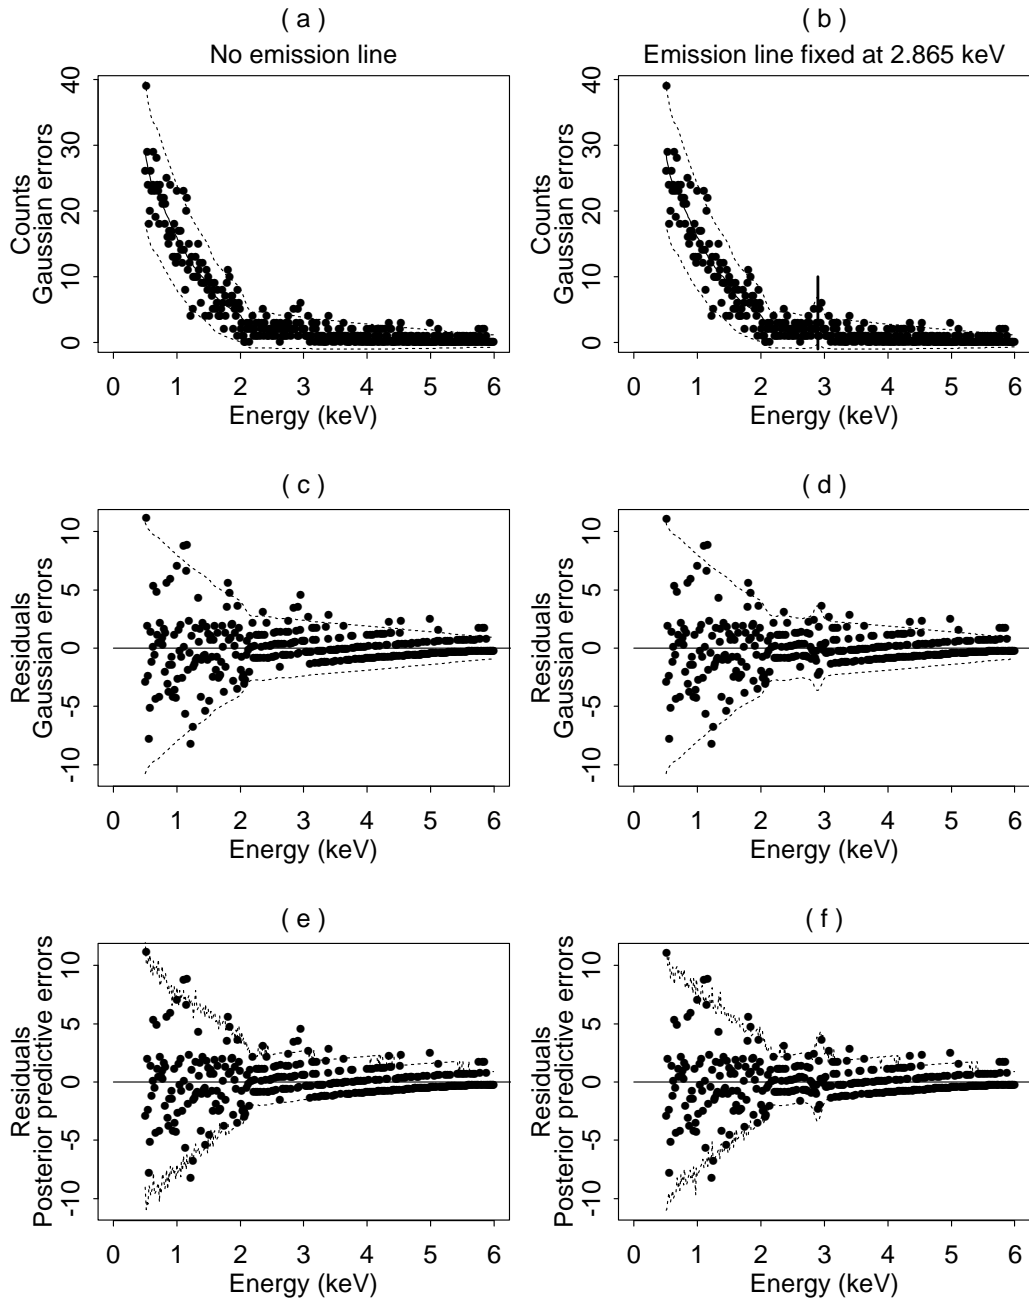 ( a )
No emission line
Counts
Gaussian errors
0 10 20 30 40
0 1 2 3 4 5 6
Energy (keV)
( b )
Emission line fixed at 2.865 keV
Counts
Gaussian errors
0 10 20 30 40
0 1 2 3 4 5 6
Energy (keV)
( c )
Residuals
Gaussian errors
-10 -5 0 5 10
0 1 2 3 4 5 6
Energy (keV)
( d )
Residuals
Gaussian errors
-10 -5 0 5 10
0 1 2 3 4 5 6
Energy (keV)
( e )
Residuals
Posterior predictive errors
-10 -5 0 5 10
0 1 2 3 4 5 6
Energy (keV)
( f )
Residuals
Posterior predictive errors
-10 -5 0 5 10
0 1 2 3 4 5 6
Energy (keV)